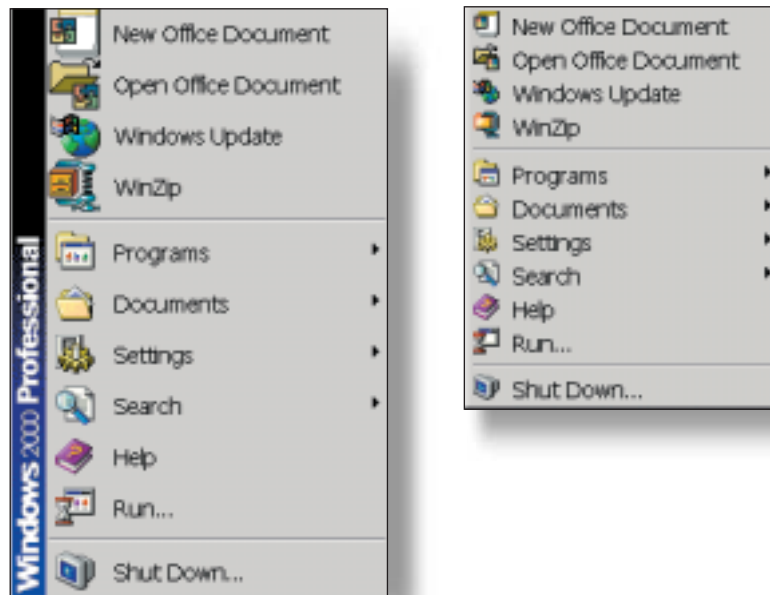 New Office Document
Open Office Document
Windows Update
WinZip
Programs
Documents
Settings
Search
Help
Run...
Shut Down...
Windows 2000 Professional
New Office Document
Open Office Document
Windows Update
WinZip
Programs
Documents
Settings
Search
Help
Run...
Shut Down...